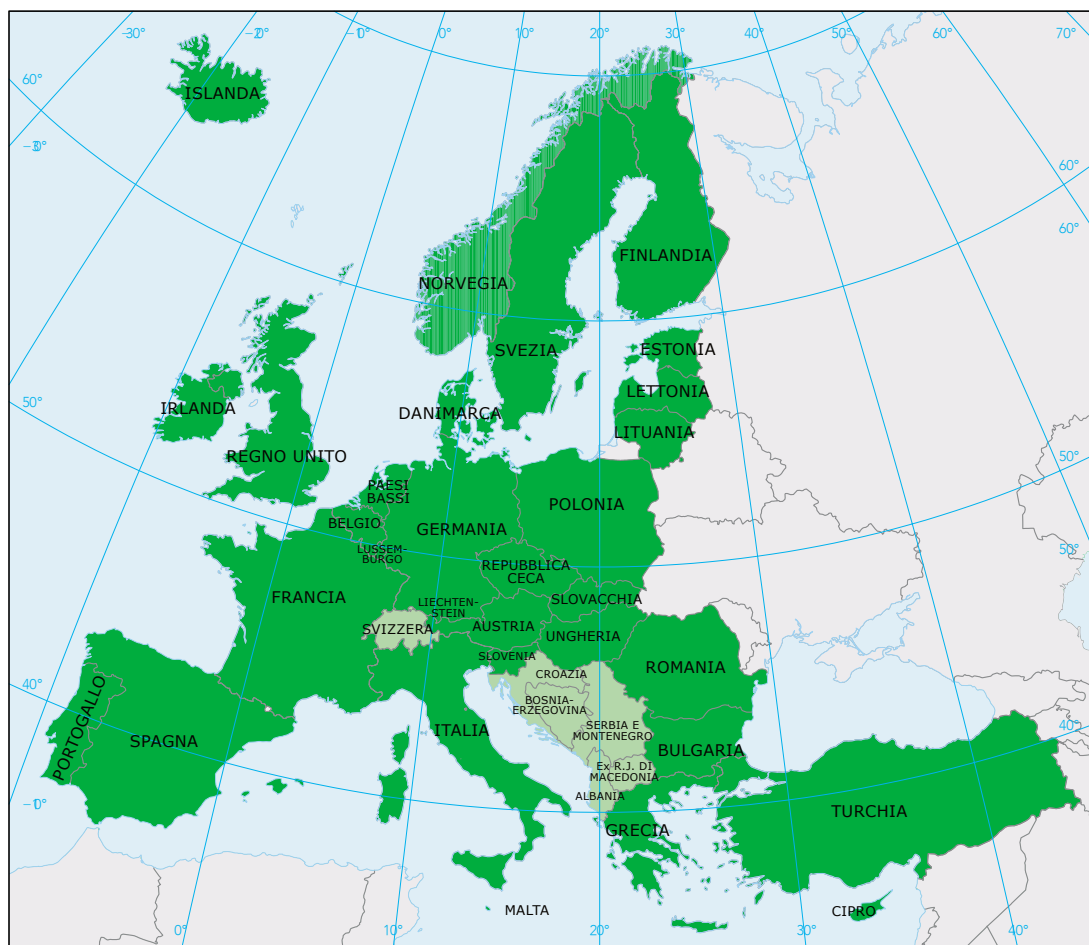 -30°
-20°
-10°
0°
10°
20°
30°
40°
50°
60°
70°
60°
-30°
ISLANDA
60°
60°
NORVEGIA
FINLANDIA
SVEZIA
ESTONIA
LETTONIA
LITUANIA
DANIMARCA
50°
IRLANDA
REGNO UNITO
50°
PAESI
BASSI
BELGIO
GERMANIA
POLONIA
LUSSEM-
BURGO
REPUBBLICA
CECA
50°
FRANCIA
LIECHTEN-
STEIN
SLOVACCHIA
SVIZZERA
AUSTRIA
UNGHERIA
SLOVENIA
ROMANIA
CROAZIA
40°
PORTOGALLO
SPAGNA
BOSNIA-
ERZEGOVINA
ITALIA
SERBIA E
MONTENEGRO
BULGARIA
40°
40°
Ex R.J. DI
MACEDONIA
ALBANIA
-0°
GRECIA
TURCHIA
MALTA
CIPRO
0°
10°
20°
30°
40°